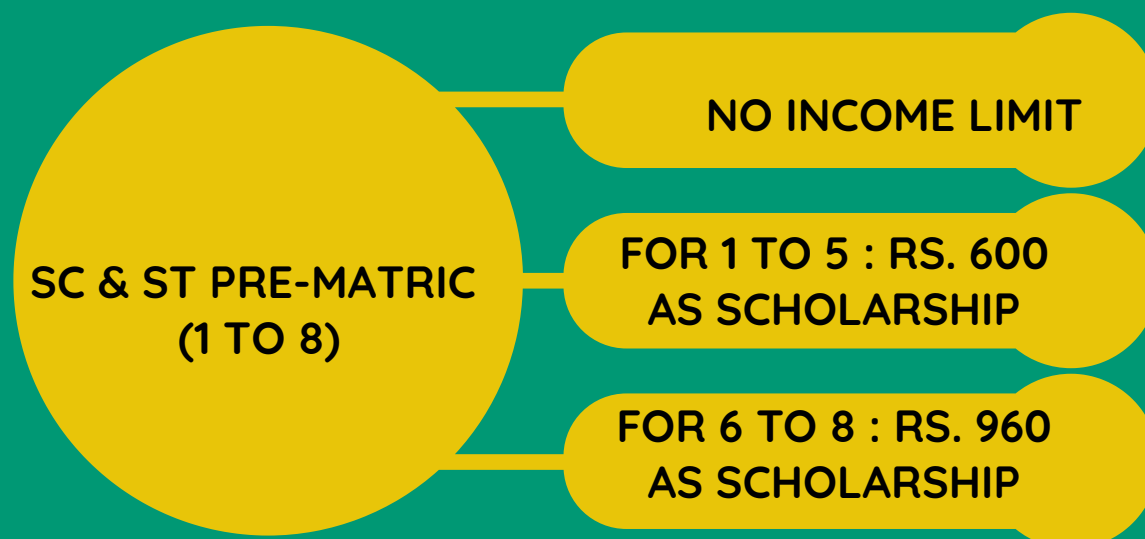 SC & ST PRE-MATRIC
(1 TO 8)
NO INCOME LIMIT
FOR 1 TO 5 : RS. 600
AS SCHOLARSHIP
FOR 6 TO 8 : RS. 960
AS SCHOLARSHIP